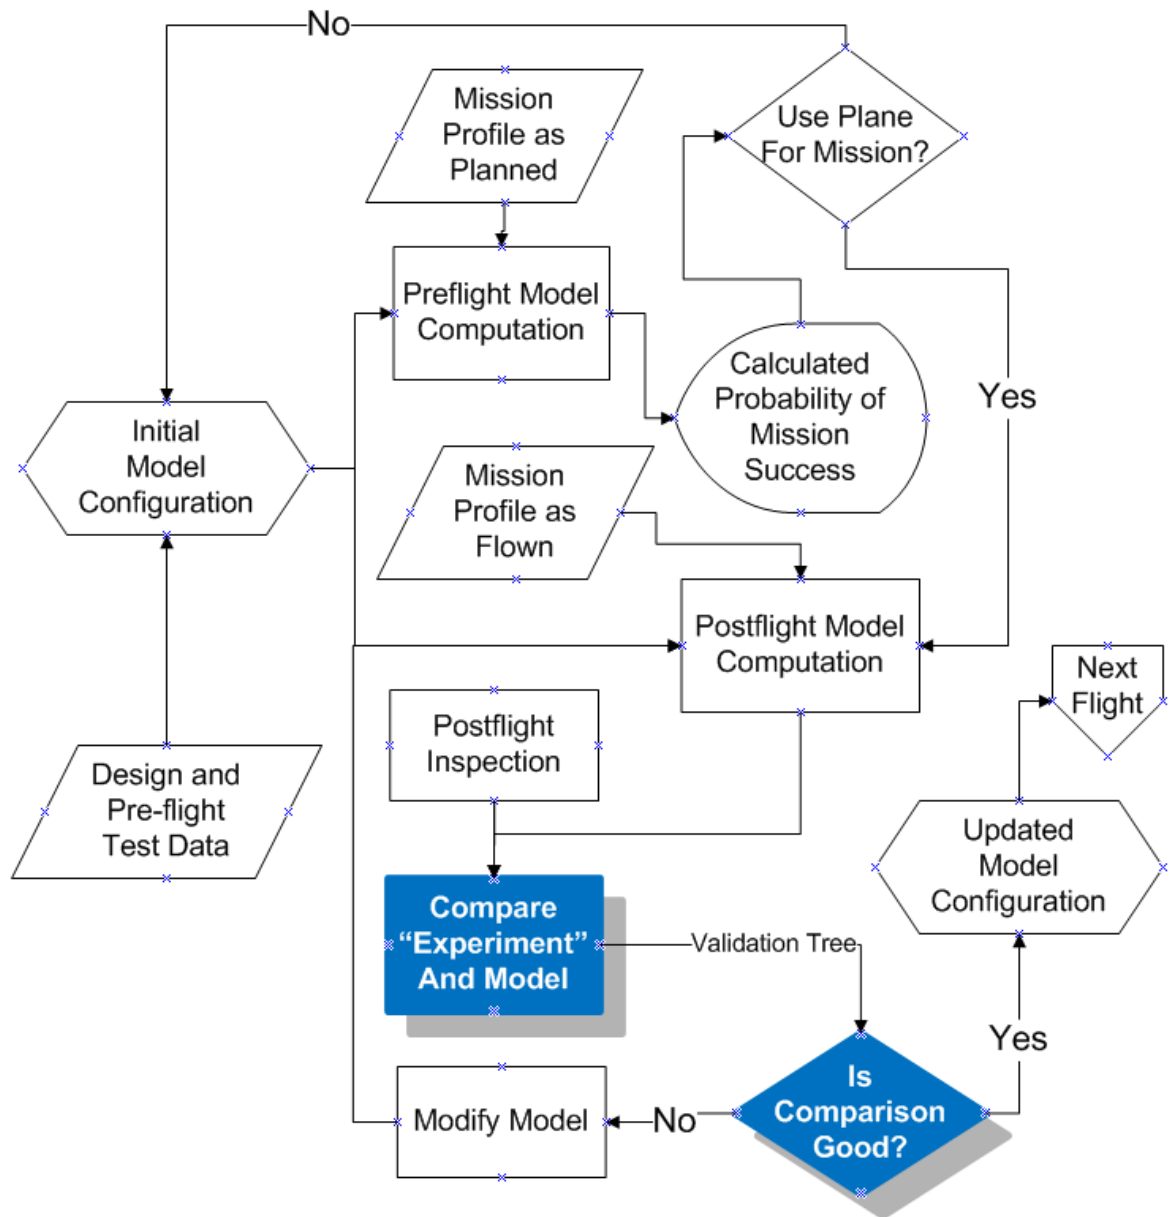 No
Mission
Profile as
Planned
Use Plane
For Mission?
Preflight Model
Computation
Calculated
Probability of
Mission
Success
Yes
Initial
Model
Configuration
Mission
Profile as
Flown
Postflight Model
Computation
Next
Flight
Postflight
Inspection
Design and
Pre-flight
Test Data
Updated
Model
Configuration
Compare
“Experiment”
And Model
Validation Tree
Yes
Is
Comparison
Good?
No
Modify Model